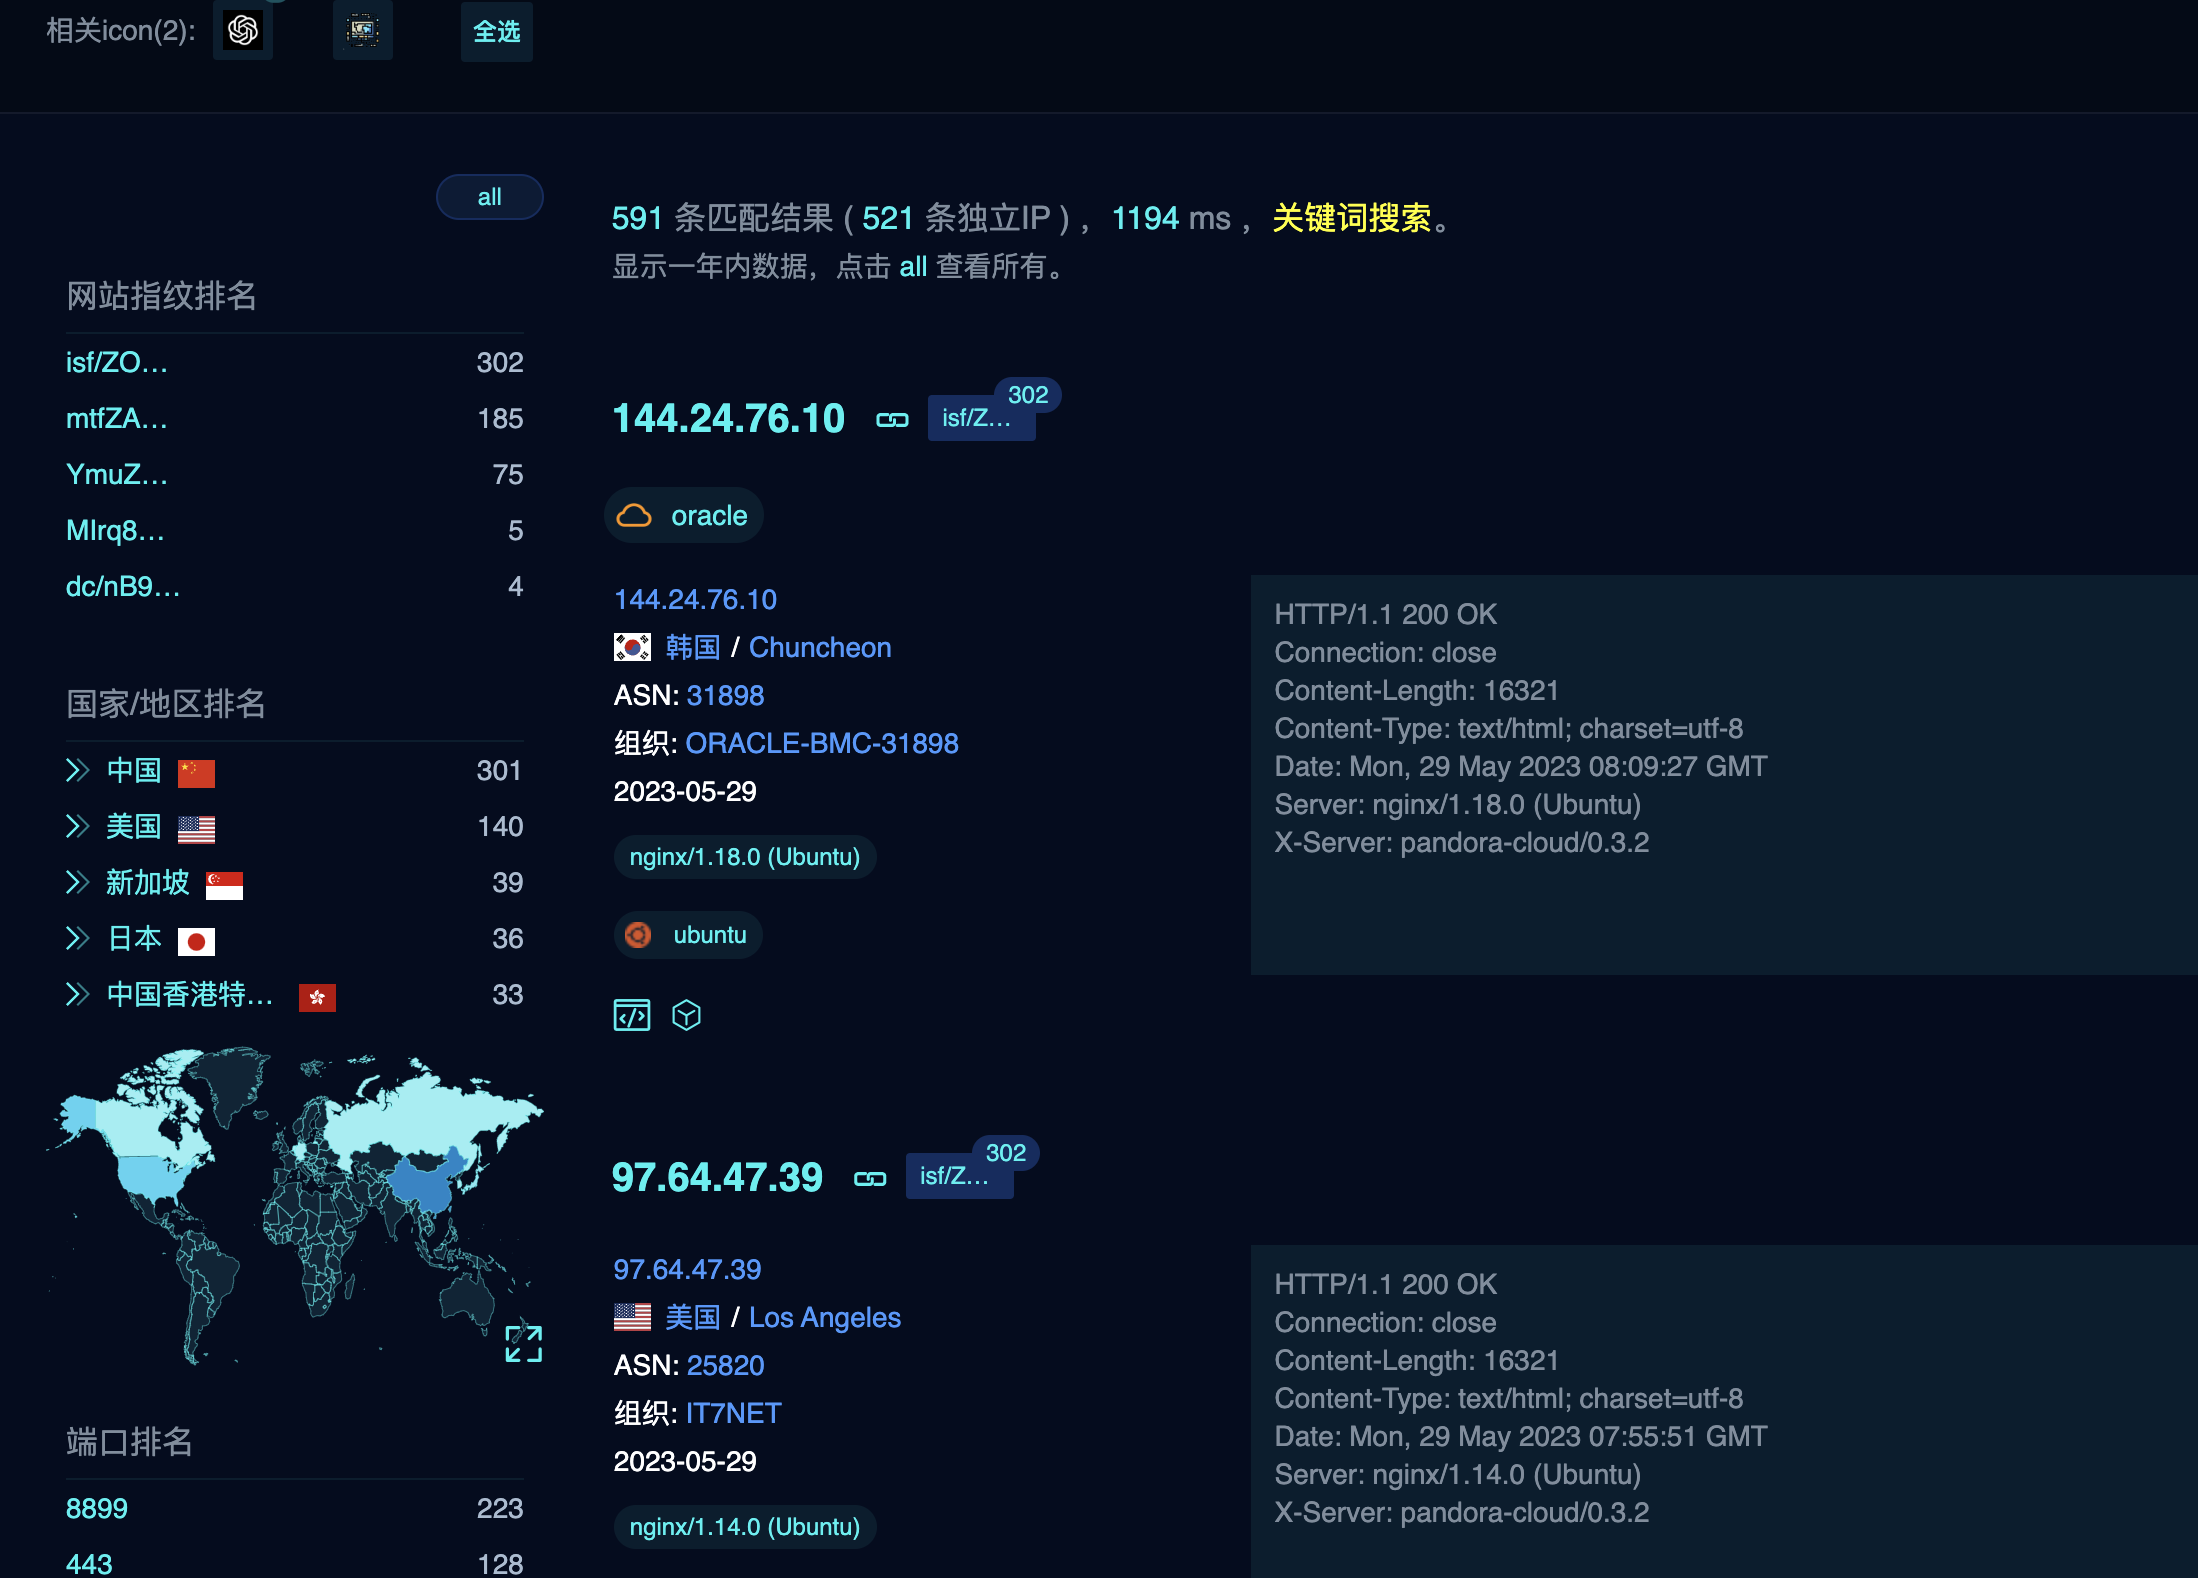 相关icon(2):
全选
all
网站指纹排名
isf/ZO... 302
mtfZA... 185
YmuZ... 75
MIrq8... 5
dc/nB9... 4
国家/地区排名
中国 301
美国 140
新加坡 39
日本 36
中国香港特... 33
端口排名
8899 223
443 128
591 条匹配结果 ( 521 条独立IP ) ， 1194 ms ， 关键词搜索。
显示一年内数据，点击 all 查看所有。
144.24.76.10 isf/Z... 302
oracle
144.24.76.10
韩国 / Chuncheon
ASN: 31898
组织: ORACLE-BMC-31898
2023-05-29
nginx/1.18.0 (Ubuntu)
ubuntu
HTTP/1.1 200 OK
Connection: close
Content-Length: 16321
Content-Type: text/html; charset=utf-8
Date: Mon, 29 May 2023 08:09:27 GMT
Server: nginx/1.18.0 (Ubuntu)
X-Server: pandora-cloud/0.3.2
97.64.47.39 isf/Z... 302
97.64.47.39
美国 / Los Angeles
ASN: 25820
组织: IT7NET
2023-05-29
nginx/1.14.0 (Ubuntu)
HTTP/1.1 200 OK
Connection: close
Content-Length: 16321
Content-Type: text/html; charset=utf-8
Date: Mon, 29 May 2023 07:55:51 GMT
Server: nginx/1.14.0 (Ubuntu)
X-Server: pandora-cloud/0.3.2